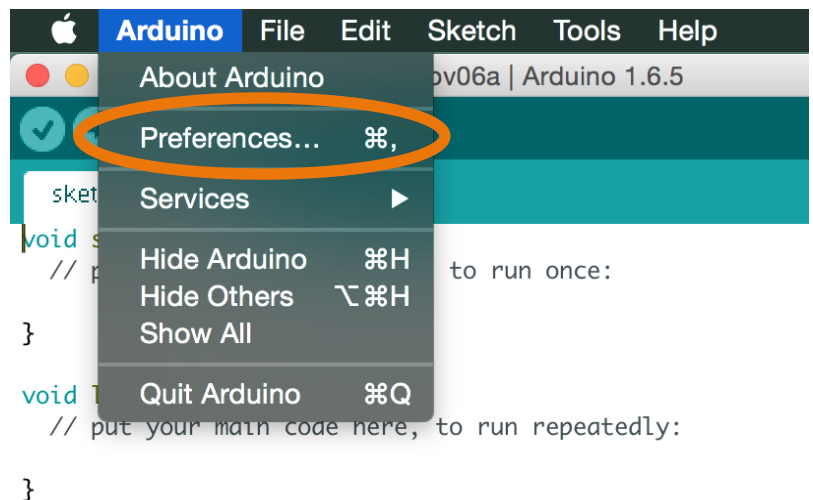 Arduino File Edit Sketch Tools Help
About Arduino
ov06a | Arduino 1.6.5
Preferences... ⌘,
sket
Services ▶
void s
Hide Arduino ⌘H
// p to run once:
Hide Others ⌥⌘H
}
Show All
void l
Quit Arduino ⌘Q
// put your main code here, to run repeatedly:
}